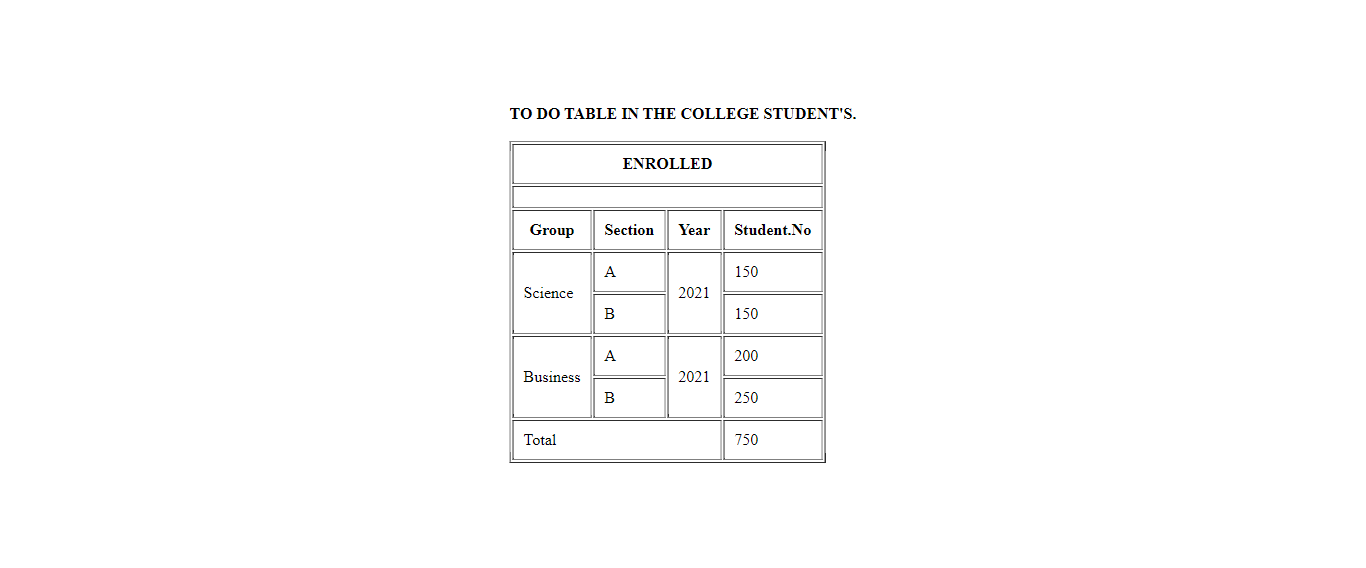 TO DO TABLE IN THE COLLEGE STUDENT'S.
ENROLLED
Group Section Year Student.No
Science A 2021 150
B 150
Business A 2021 200
B 250
Total 750